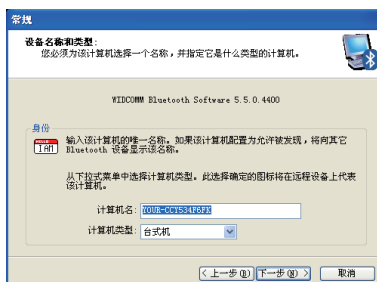 常规
设备名称和类型:
您必须为该计算机选择一个名称，并指定它是什么类型的计算机。
WIDCOMM Bluetooth Software 5.5.0.4400
身份
输入该计算机的唯一名称。如果该计算机配置为允许被发现，将向其它
Bluetooth 设备显示该名称。
I AM
从下拉式菜单中选择计算机类型。此选择确定的图标将在远程设备上代表
该计算机。
计算机名:
计算机类型: 台式机
< 上一步(B) 下一步(N) > 取消